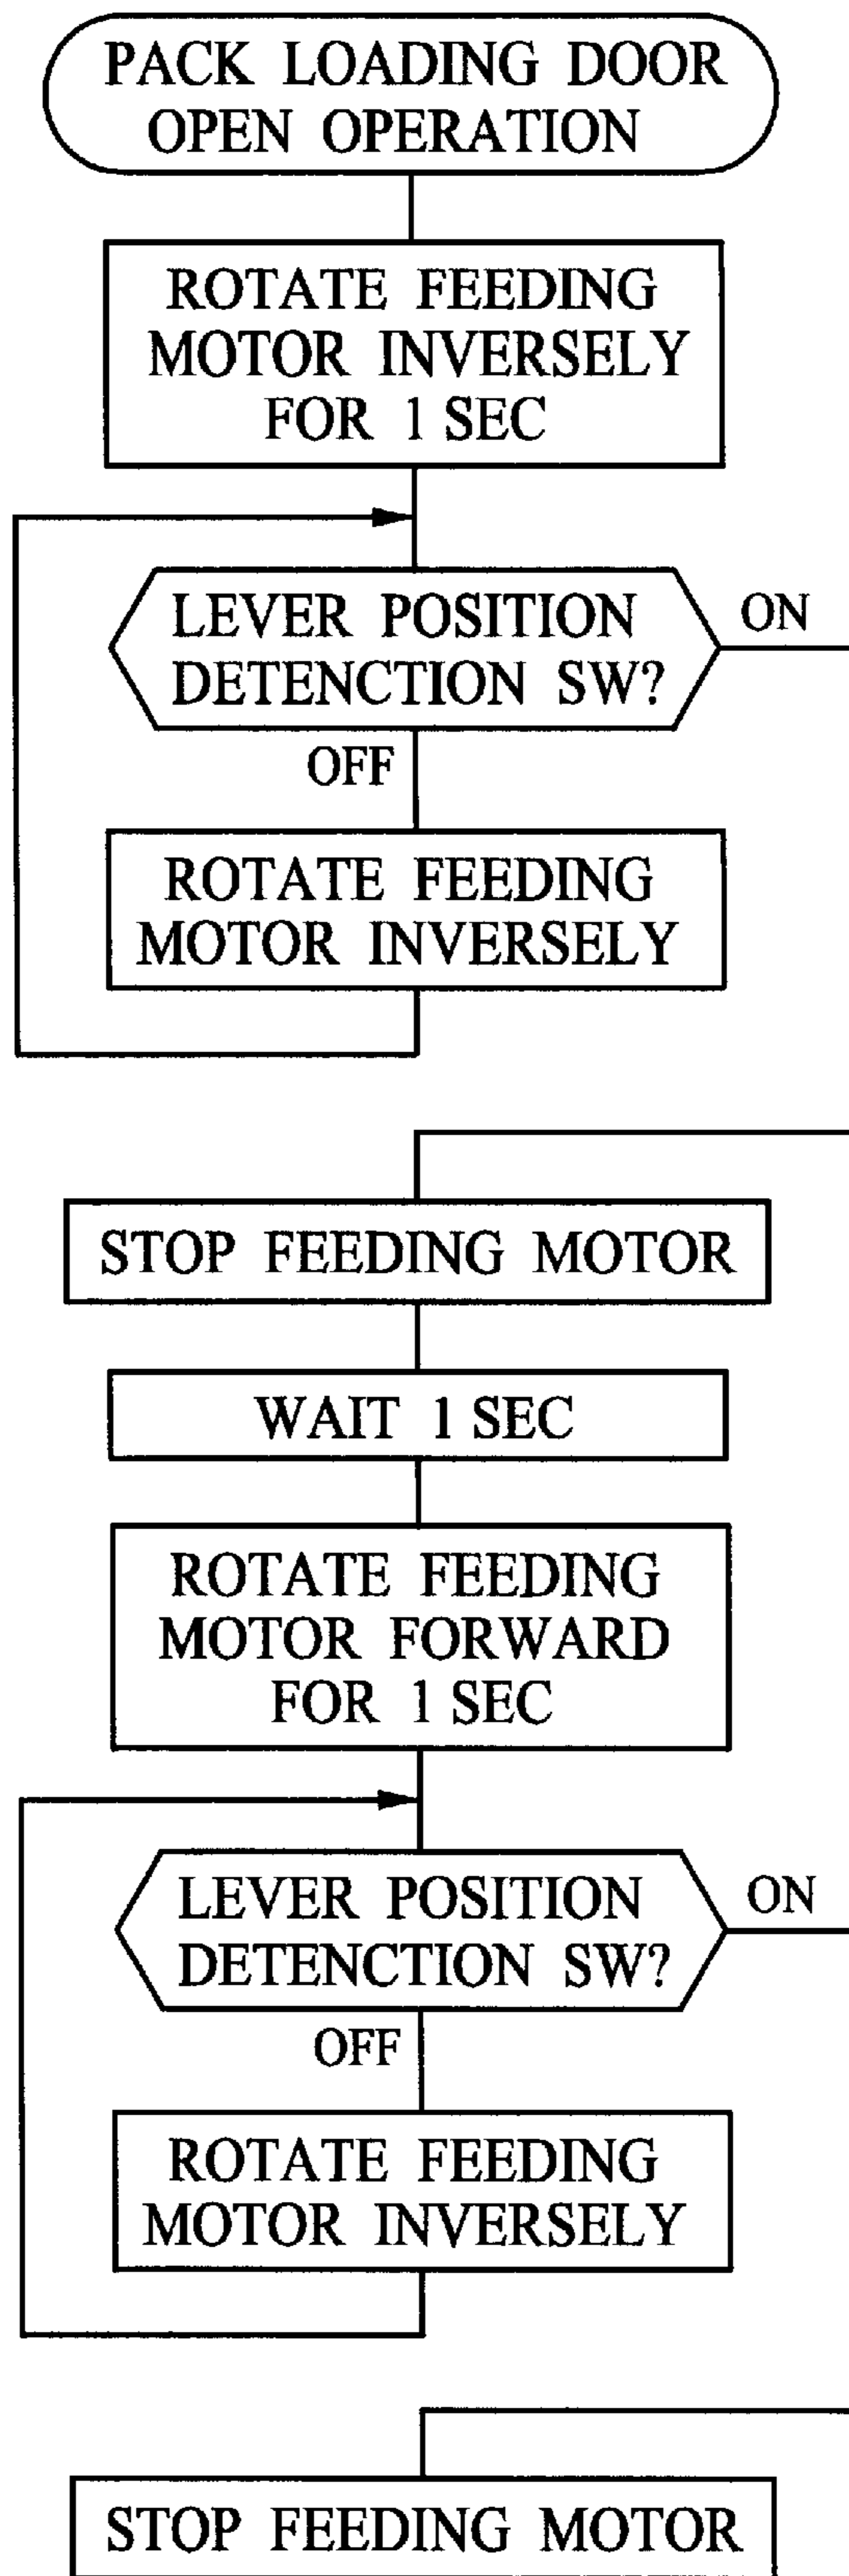 PACK LOADING DOOR
OPEN OPERATION
ROTATE FEEDING
MOTOR INVERSELY
FOR 1 SEC
LEVER POSITION
DETENCTION SW?
ON
OFF
ROTATE FEEDING
MOTOR INVERSELY
STOP FEEDING MOTOR
WAIT 1 SEC
ROTATE FEEDING
MOTOR FORWARD
FOR 1 SEC
LEVER POSITION
DETENCTION SW?
ON
OFF
ROTATE FEEDING
MOTOR INVERSELY
STOP FEEDING MOTOR